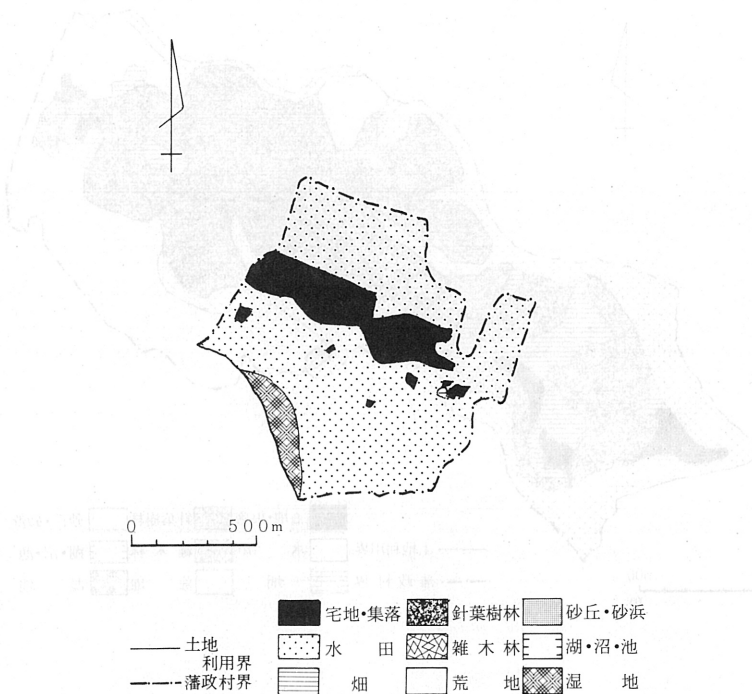 0 500m
宅地・集落 針葉樹林 砂丘・砂浜
土地利用界 水田 雑木林 湖・沼・池
藩政村界 畑 荒地 湿地